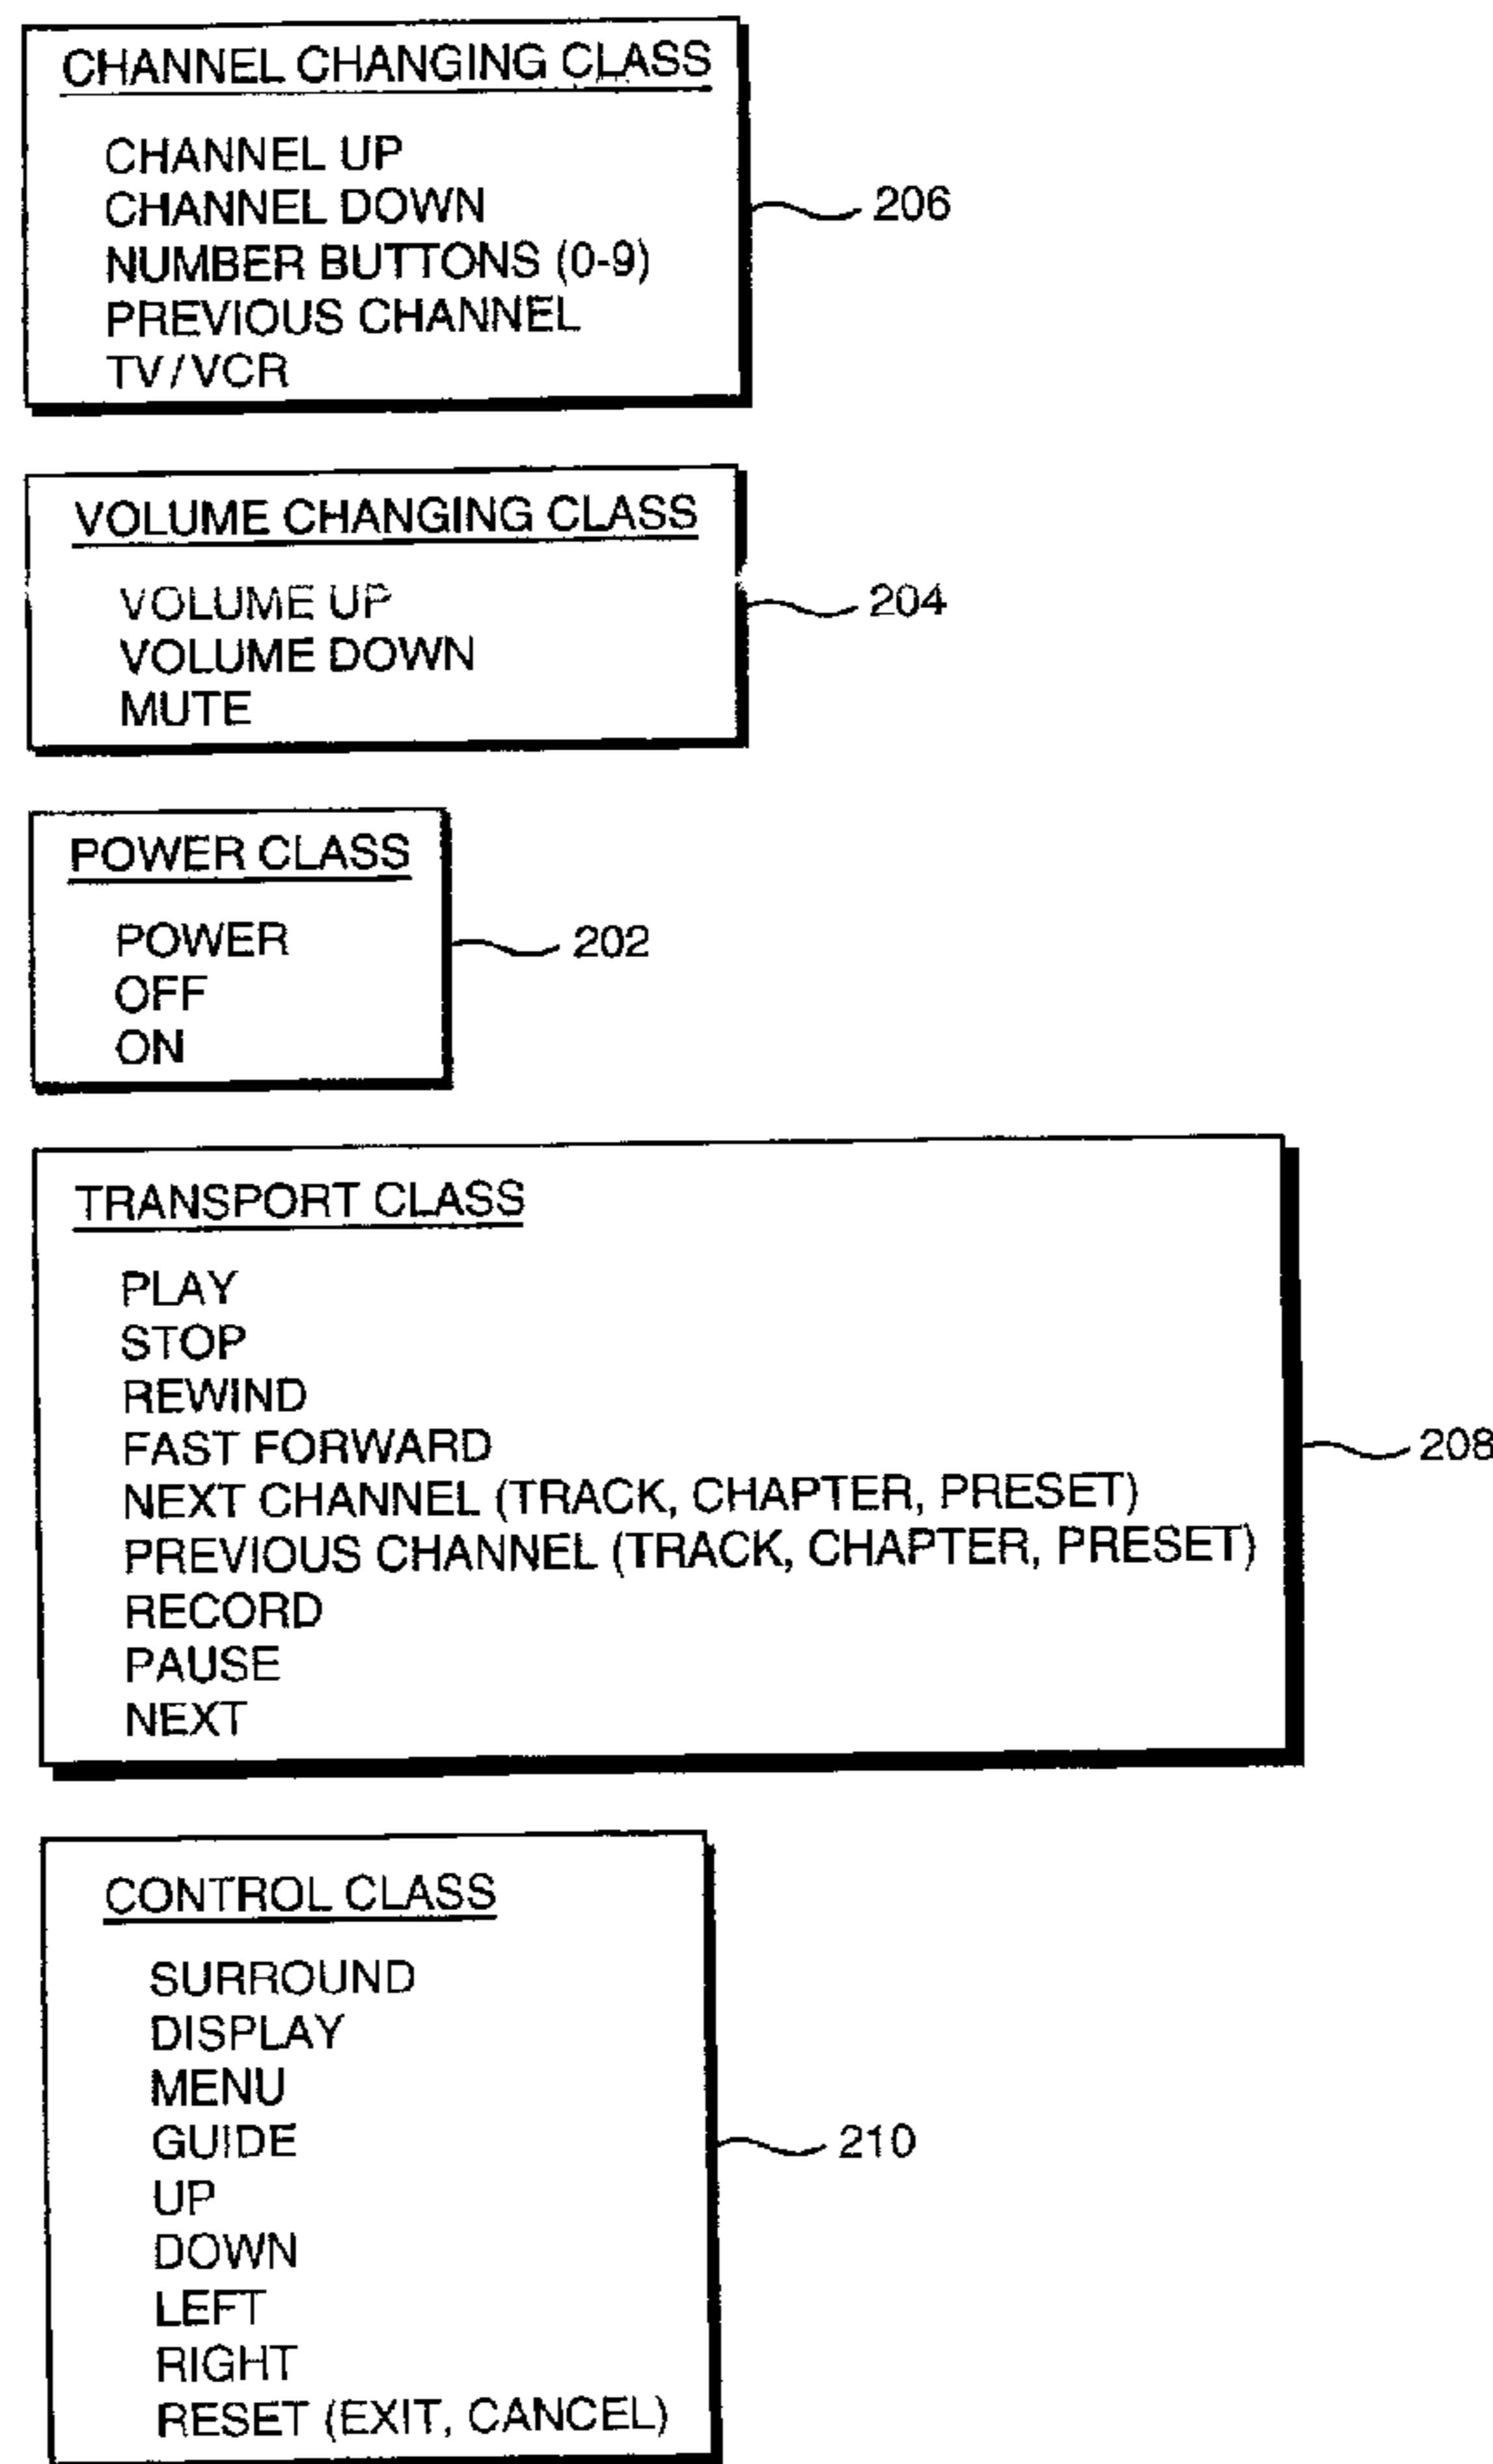 CHANNEL CHANGING CLASS
CHANNEL UP
CHANNEL DOWN
NUMBER BUTTONS (0-9)
PREVIOUS CHANNEL
TV/VCR
206
VOLUME CHANGING CLASS
VOLUME UP
VOLUME DOWN
MUTE
204
POWER CLASS
POWER
OFF
ON
202
TRANSPORT CLASS
PLAY
STOP
REWIND
FAST FORWARD
NEXT CHANNEL (TRACK, CHAPTER, PRESET)
PREVIOUS CHANNEL (TRACK, CHAPTER, PRESET)
RECORD
PAUSE
NEXT
208
CONTROL CLASS
SURROUND
DISPLAY
MENU
GUIDE
UP
DOWN
LEFT
RIGHT
RESET (EXIT, CANCEL)
210